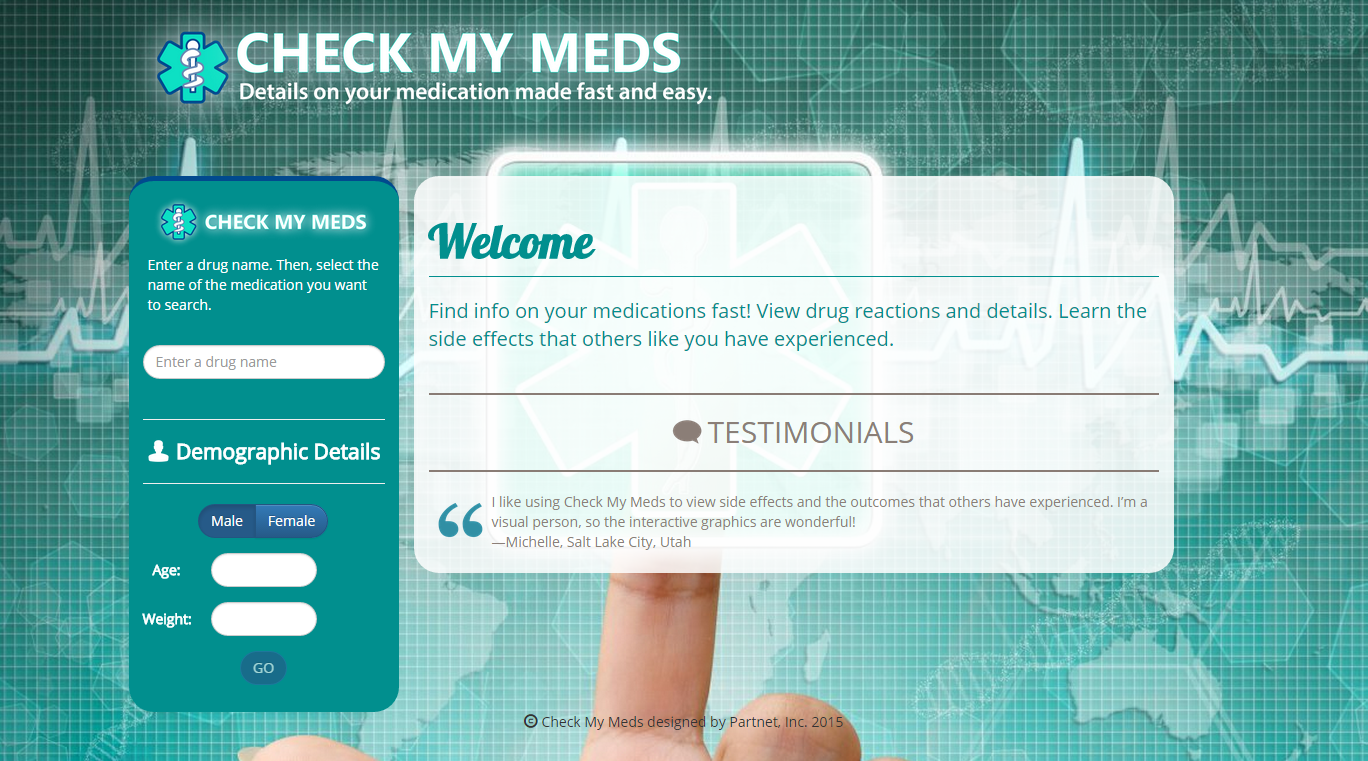 CHECK MY MEDS
Details on your medication made fast and easy.
CHECK MY MEDS
Enter a drug name. Then, select the
name of the medication you want
to search.
Enter a drug name
Demographic Details
Male Female
Age:
Weight:
GO
Welcome
Find info on your medications fast! View drug reactions and details. Learn the
side effects that others like you have experienced.
TESTIMONIALS
I like using Check My Meds to view side effects and the outcomes that others have experienced. I'm a
visual person, so the interactive graphics are wonderful!
—Michelle, Salt Lake City, Utah
© Check My Meds designed by Partnet, Inc. 2015